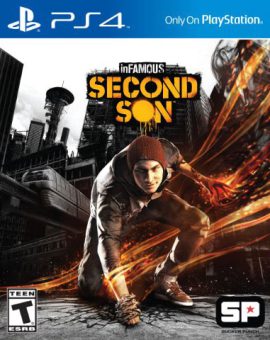 PS4
Only On PlayStation®
inFAMOUS
SECOND
SON
TEEN
T
ESRB
SP
SUCKER PUNCH